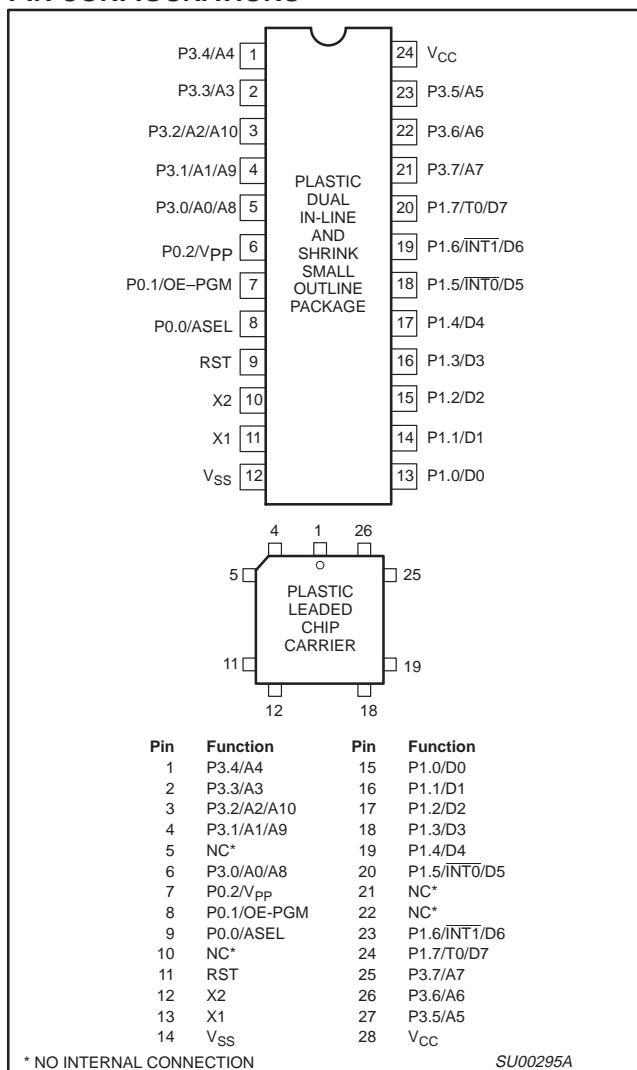 P3.4/A4 1 24 VCC
P3.3/A3 2 23 P3.5/A5
P3.2/A2/A10 3 22 P3.6/A6
P3.1/A1/A9 4 21 P3.7/A7
P3.0/A0/A8 5 20 P1.7/T0/D7
P0.2/VPP 6 19 P1.6/INT1/D6
P0.1/OE–PGM 7 18 P1.5/INT0/D5
P0.0/ASEL 8 17 P1.4/D4
RST 9 16 P1.3/D3
X2 10 15 P1.2/D2
X1 11 14 P1.1/D1
VSS 12 13 P1.0/D0
PLASTIC
DUAL
IN-LINE
AND
SHRINK
SMALL
OUTLINE
PACKAGE
4 1 26
5 25
PLASTIC
LEADED
CHIP
CARRIER
11 19
12 18
Pin Function Pin Function
1 P3.4/A4 15 P1.0/D0
2 P3.3/A3 16 P1.1/D1
3 P3.2/A2/A10 17 P1.2/D2
4 P3.1/A1/A9 18 P1.3/D3
5 NC* 19 P1.4/D4
6 P3.0/A0/A8 20 P1.5/INT0/D5
7 P0.2/VPP 21 NC*
8 P0.1/OE-PGM 22 NC*
9 P0.0/ASEL 23 P1.6/INT1/D6
10 NC* 24 P1.7/T0/D7
11 RST 25 P3.7/A7
12 X2 26 P3.6/A6
13 X1 27 P3.5/A5
14 VSS 28 VCC
* NO INTERNAL CONNECTION SU00295A